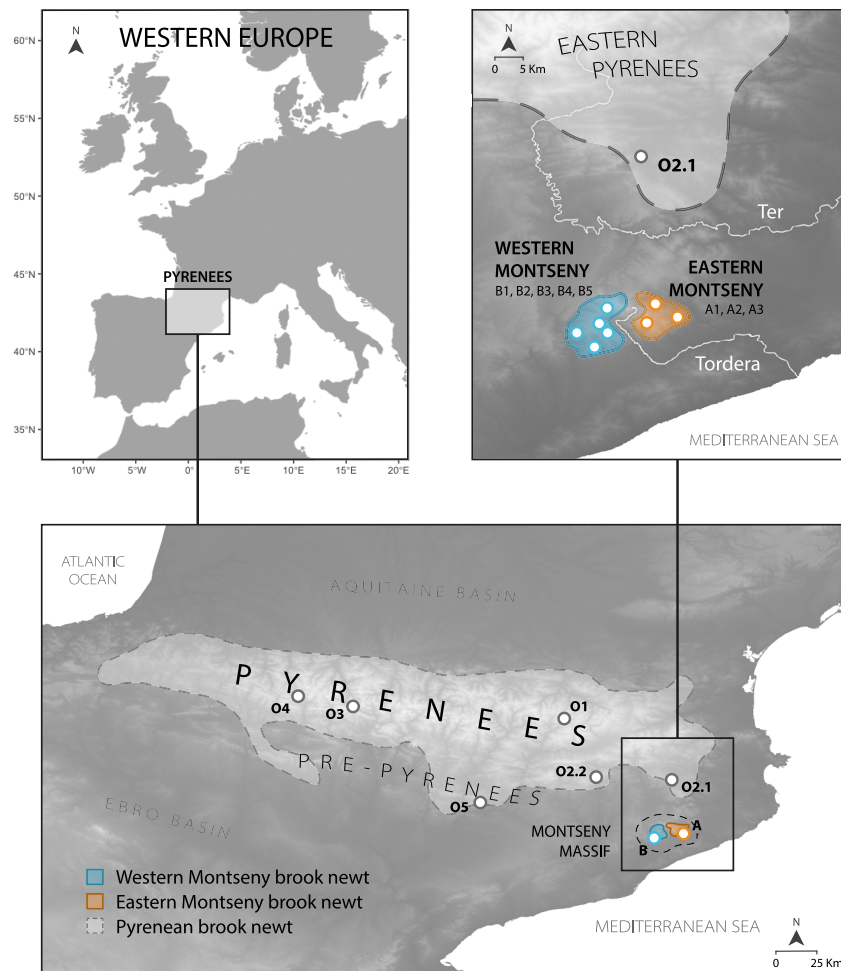 WESTERN EUROPE
N
60°N
55°N
50°N
45°N
40°N
35°N
PYRENEES
10°W
5°W
0°
5°E
10°E
15°E
20°E
N
0 5 Km
EASTERN
PYRENEES
O2.1
Ter
WESTERN
MONTSENY
B1, B2, B3, B4, B5
EASTERN
MONTSENY
A1, A2, A3
Tordera
MEDITERRANEAN SEA
ATLANTIC
OCEAN
AQUITAINE BASIN
PYRENEES
O4
O3
O1
PRE-PYRENEES
O2.2
O2.1
O5
EBRO BASIN
MONTSENY
MASSIF
A
B
Western Montseny brook newt
Eastern Montseny brook newt
Pyrenean brook newt
MEDITERRANEAN SEA
N
0 25 Km